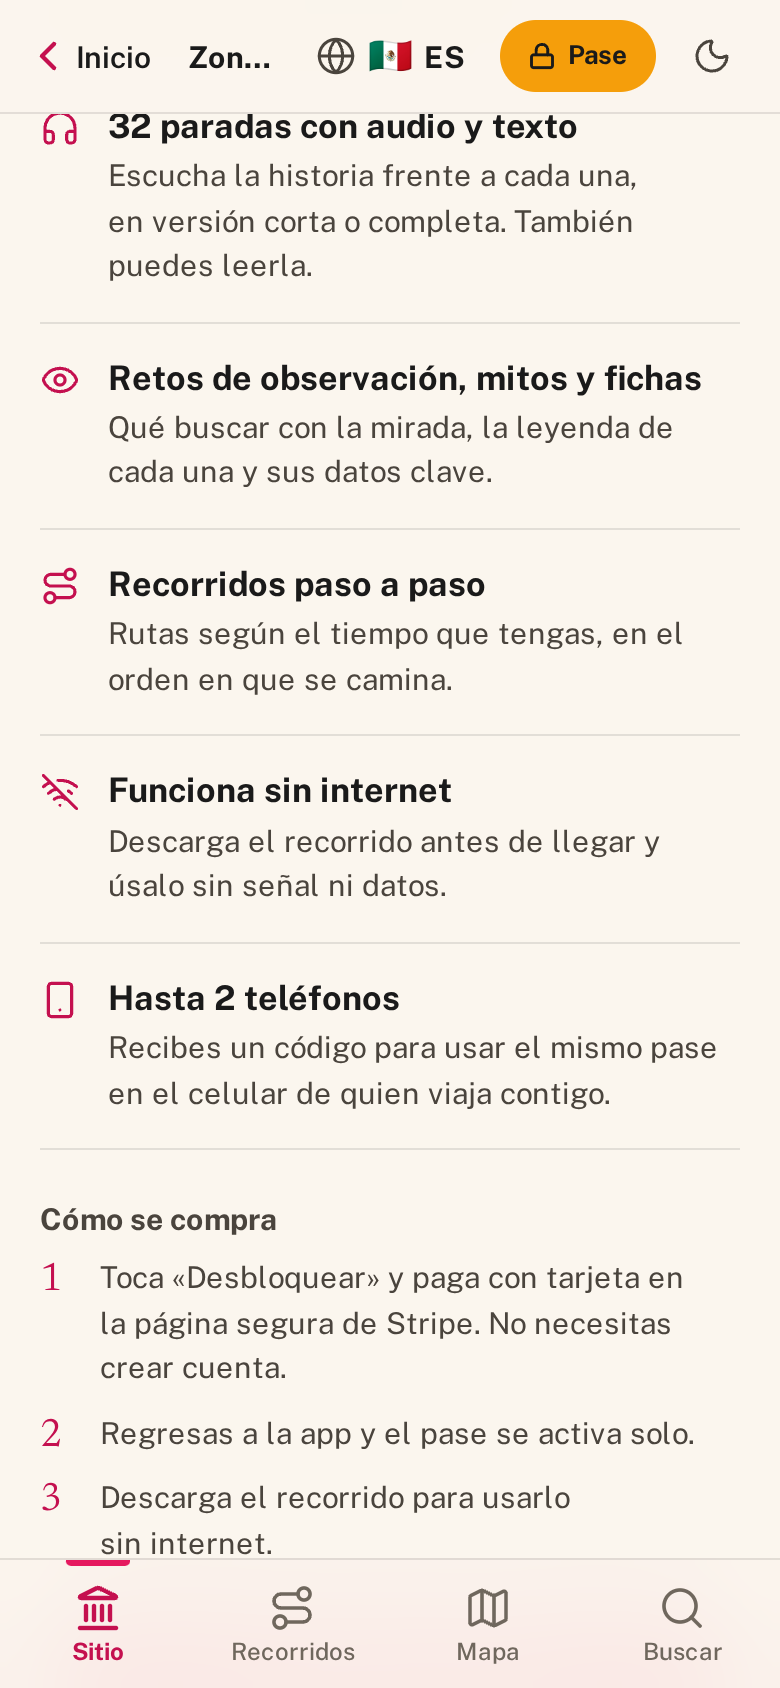 Inicio Zon... ES Pase
32 paradas con audio y texto
Escucha la historia frente a cada una,
en versión corta o completa. También
puedes leerla.
Retos de observación, mitos y fichas
Qué buscar con la mirada, la leyenda de
cada una y sus datos clave.
Recorridos paso a paso
Rutas según el tiempo que tengas, en el
orden en que se camina.
Funciona sin internet
Descarga el recorrido antes de llegar y
úsalo sin señal ni datos.
Hasta 2 teléfonos
Recibes un código para usar el mismo pase
en el celular de quien viaja contigo.
Cómo se compra
1 Toca «Desbloquear» y paga con tarjeta en
la página segura de Stripe. No necesitas
crear cuenta.
2 Regresas a la app y el pase se activa solo.
3 Descarga el recorrido para usarlo
sin internet.
Sitio Recorridos Mapa Buscar